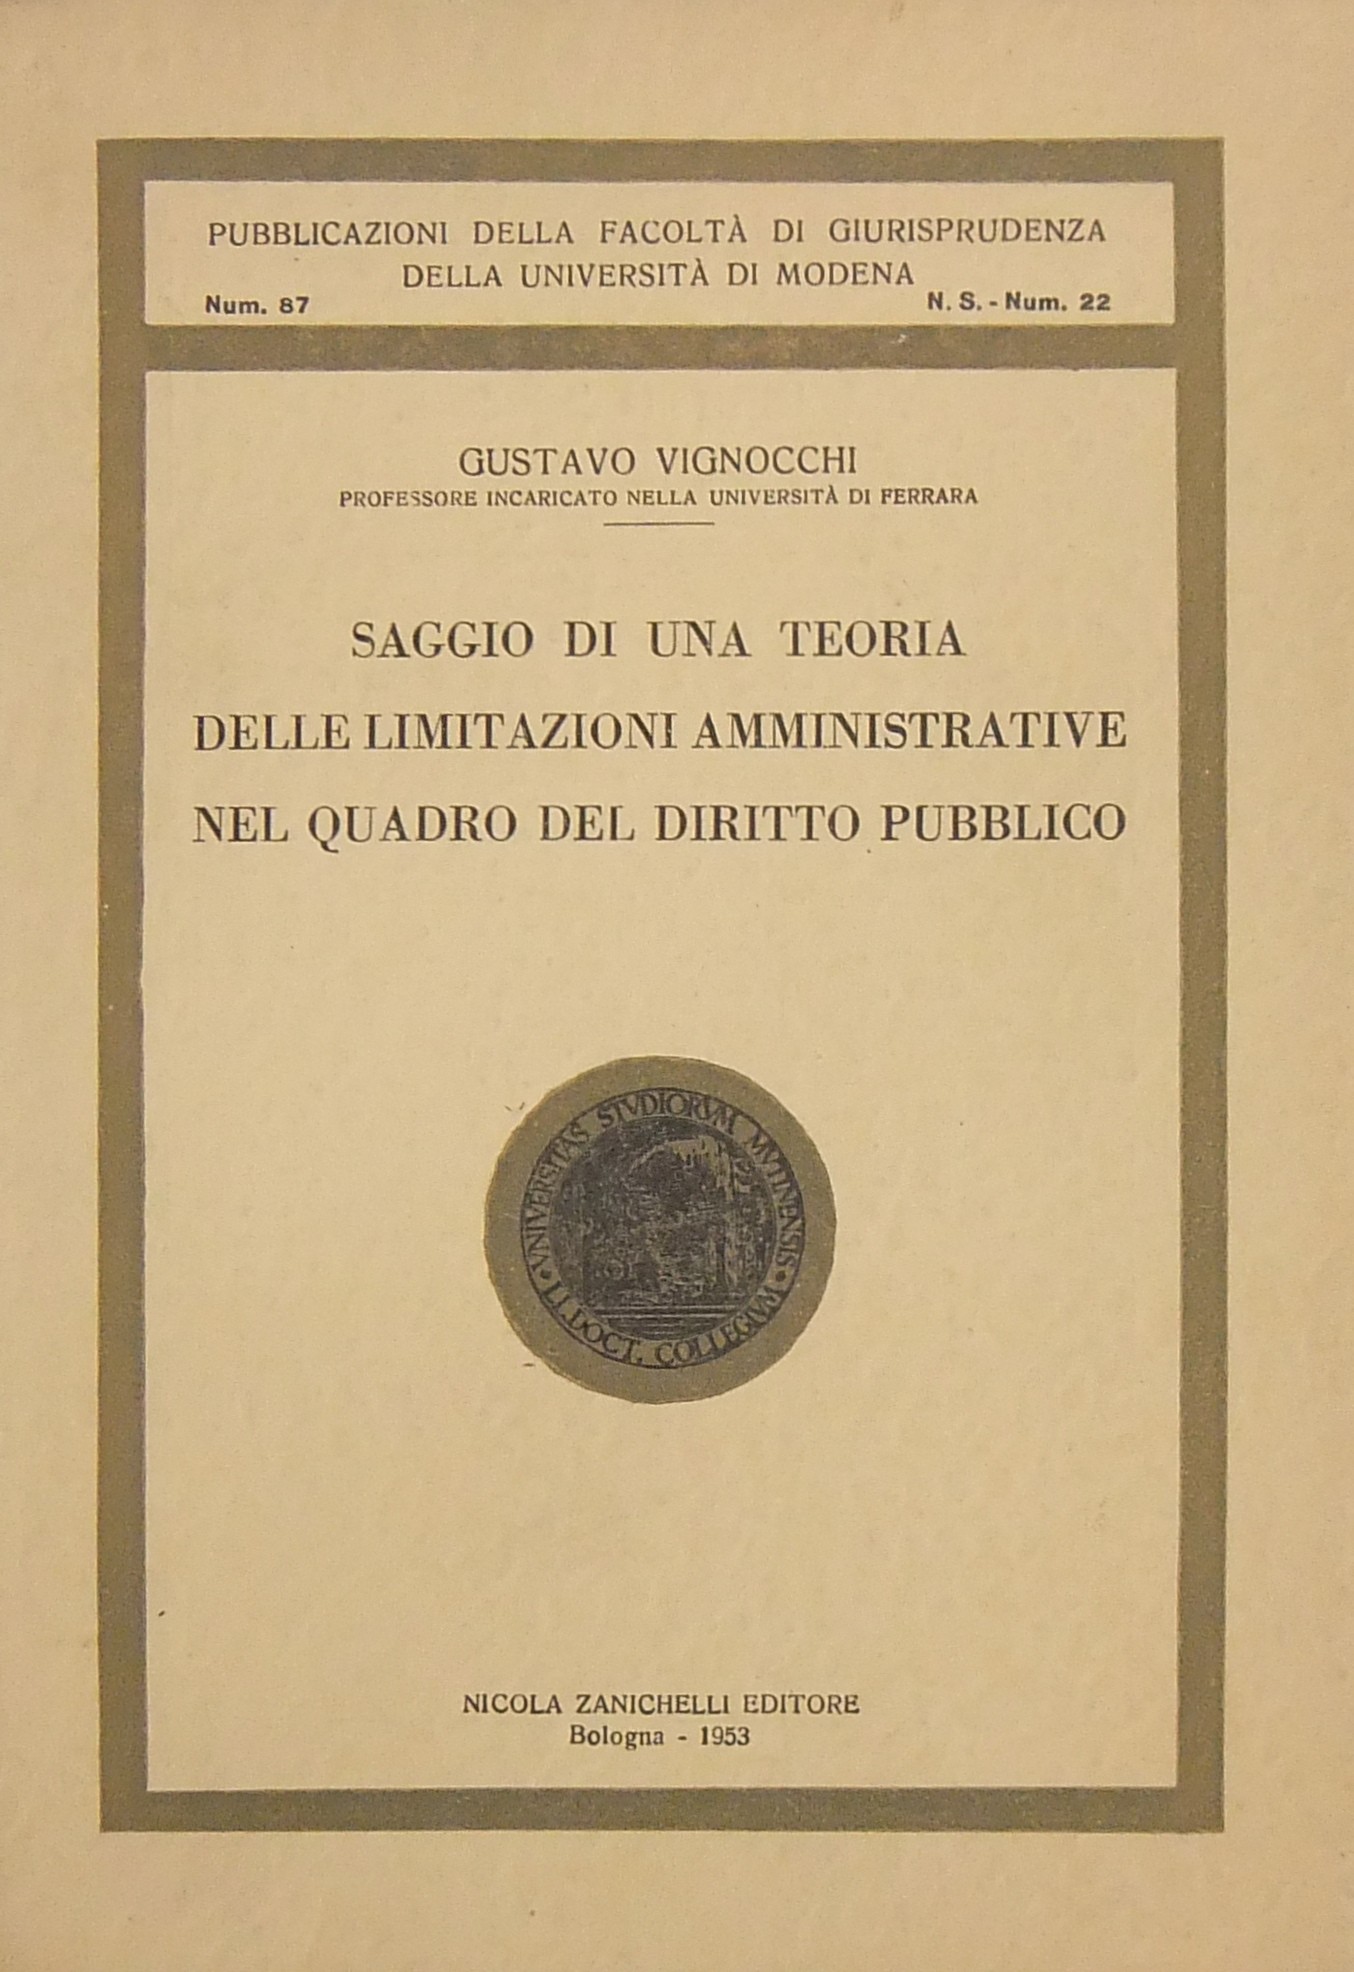 PUBBLICAZIONI DELLA FACOLTÀ DI GIURISPRUDENZA
DELLA UNIVERSITÀ DI MODENA
Num. 87
N. S. - Num. 22
GUSTAVO VIGNOCCHI
PROFESSORE INCARICATO NELLA UNIVERSITÀ DI FERRARA
SAGGIO DI UNA TEORIA
DELLE LIMITAZIONI AMMINISTRATIVE
NEL QUADRO DEL DIRITTO PUBBLICO
VNIVERSITAS STVDIORVM MVTINENSIS
• I.I. DOCT. COLLEGIVM •
NICOLA ZANICHELLI EDITORE
Bologna - 1953